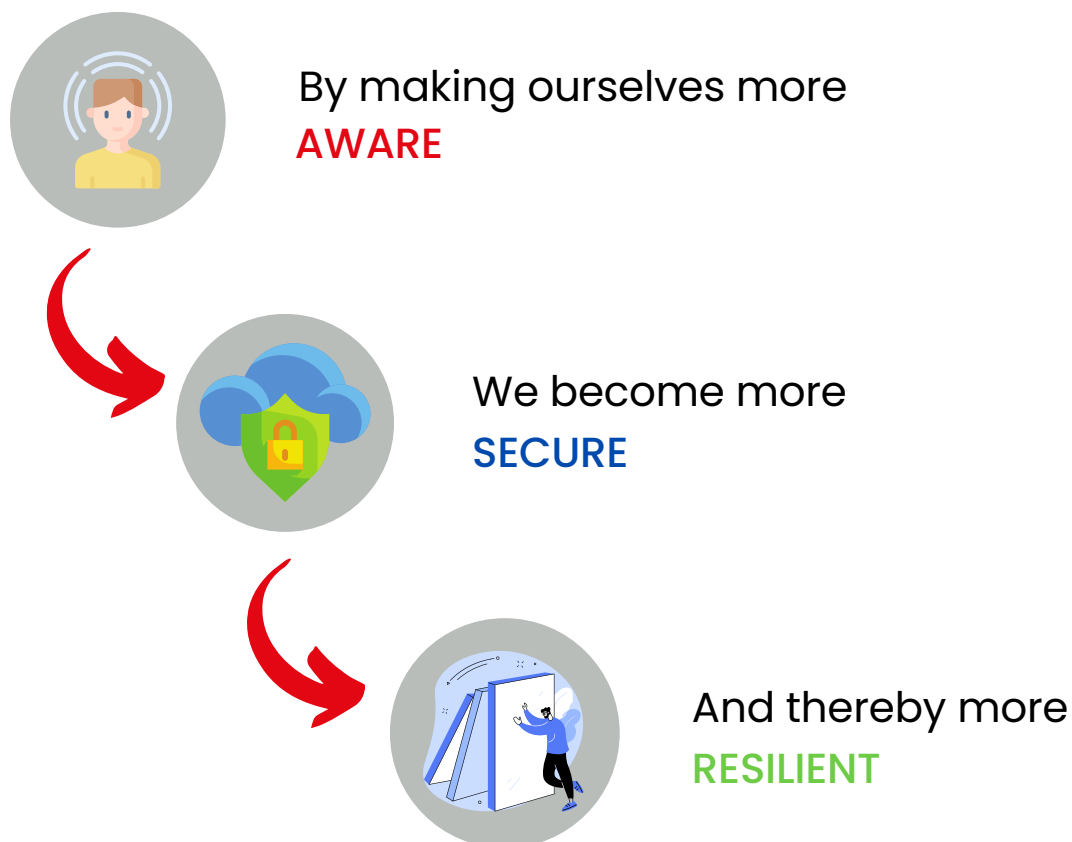 By making ourselves more
AWARE
We become more
SECURE
And thereby more
RESILIENT